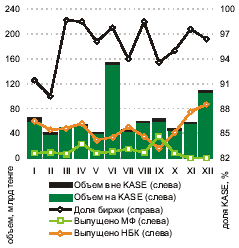 240 100
200 97
160 94
120 91
80 88
40 85
0 82
I II III IV V VI VII VIII IX X XI XII
объем, млрд тенге
доля KASE, %
Объем вне KASE (слева)
Объем на KASE (слева)
Доля биржи (справа)
Выпущено МФ (слева)
Выпущено НБК (слева)